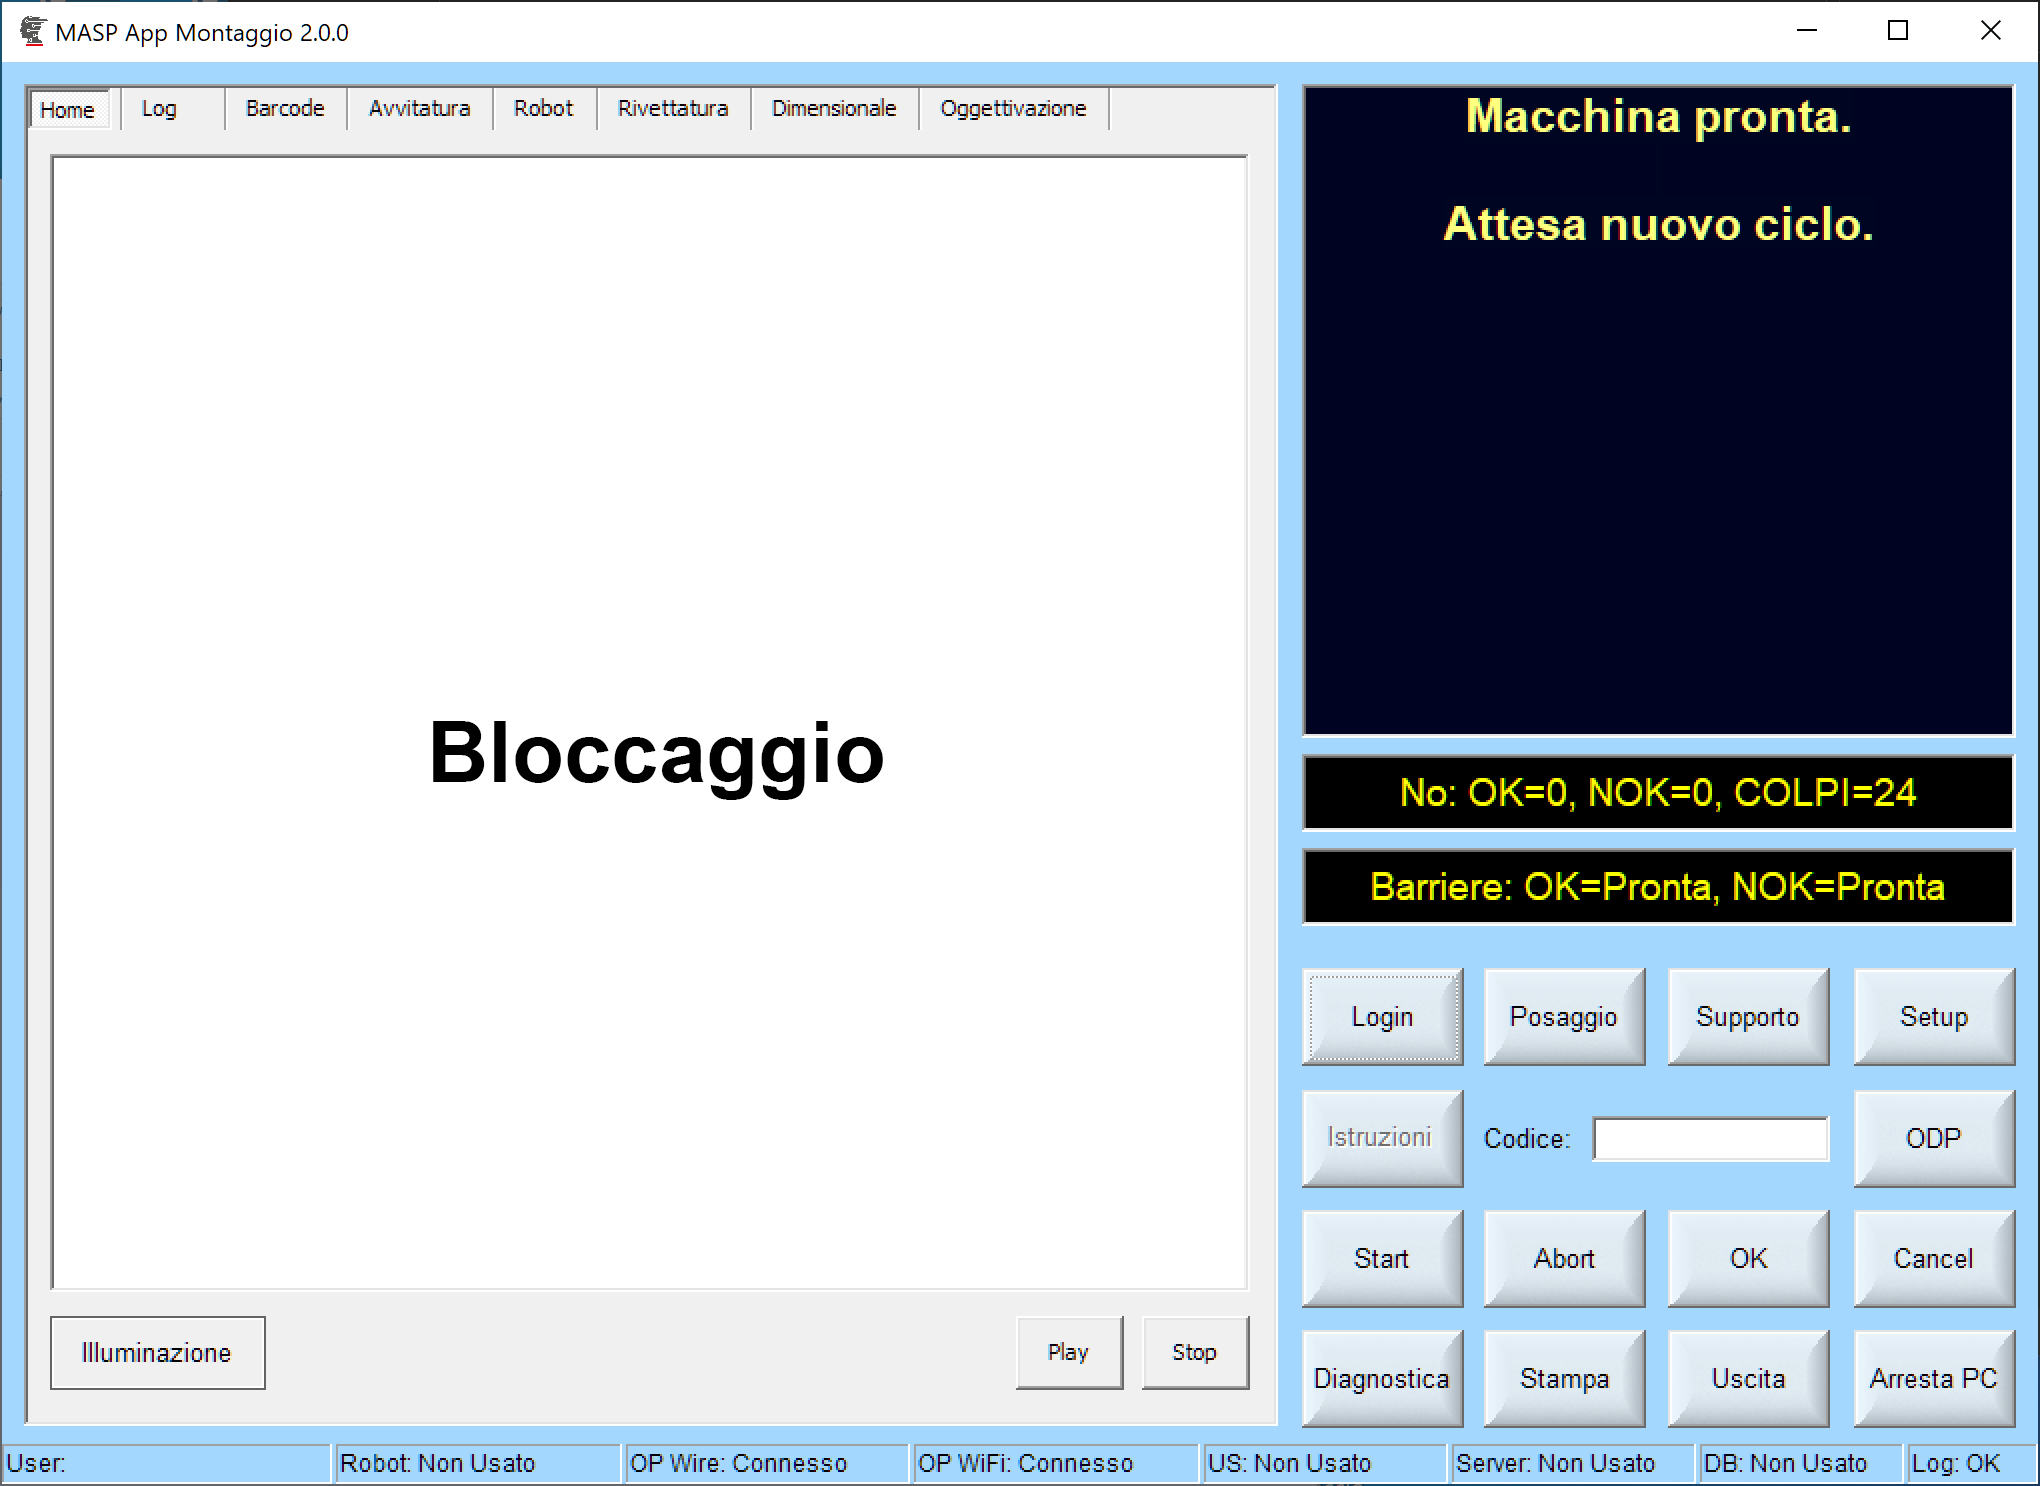 MASP App Montaggio 2.0.0
Home Log Barcode Avvitatura Robot Rivettatura Dimensionale Oggettivazione
Bloccaggio
Illuminazione Play Stop
Macchina pronta.
Attesa nuovo ciclo.
No: OK=0, NOK=0, COLPI=24
Barriere: OK=Pronta, NOK=Pronta
Login Posaggio Supporto Setup
Istruzioni Codice: ODP
Start Abort OK Cancel
Diagnostica Stampa Uscita Arresta PC
User: Robot: Non Usato OP Wire: Connesso OP WiFi: Connesso US: Non Usato Server: Non Usato DB: Non Usato Log: OK